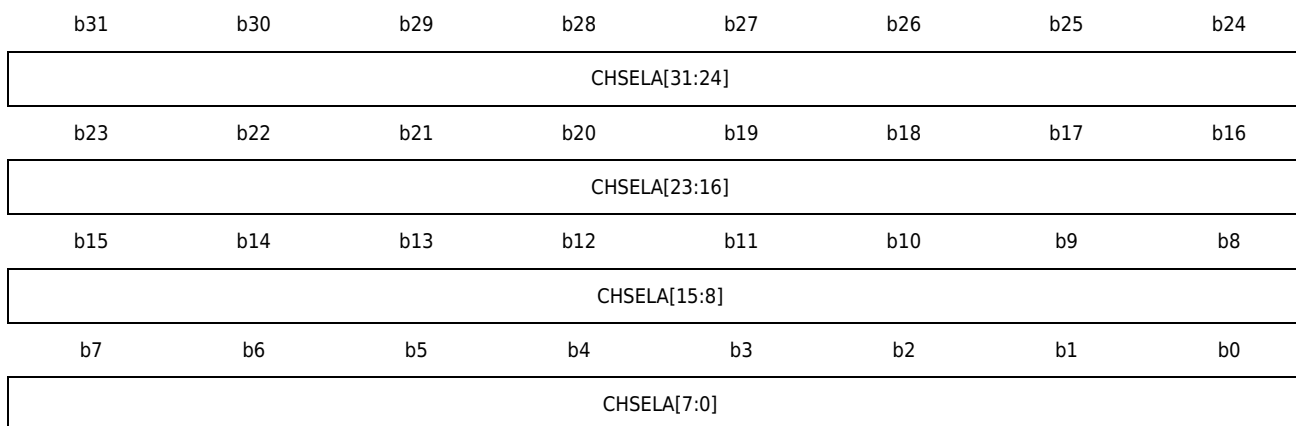 b31 b30 b29 b28 b27 b26 b25 b24
CHSELA[31:24]
b23 b22 b21 b20 b19 b18 b17 b16
CHSELA[23:16]
b15 b14 b13 b12 b11 b10 b9 b8
CHSELA[15:8]
b7 b6 b5 b4 b3 b2 b1 b0
CHSELA[7:0]